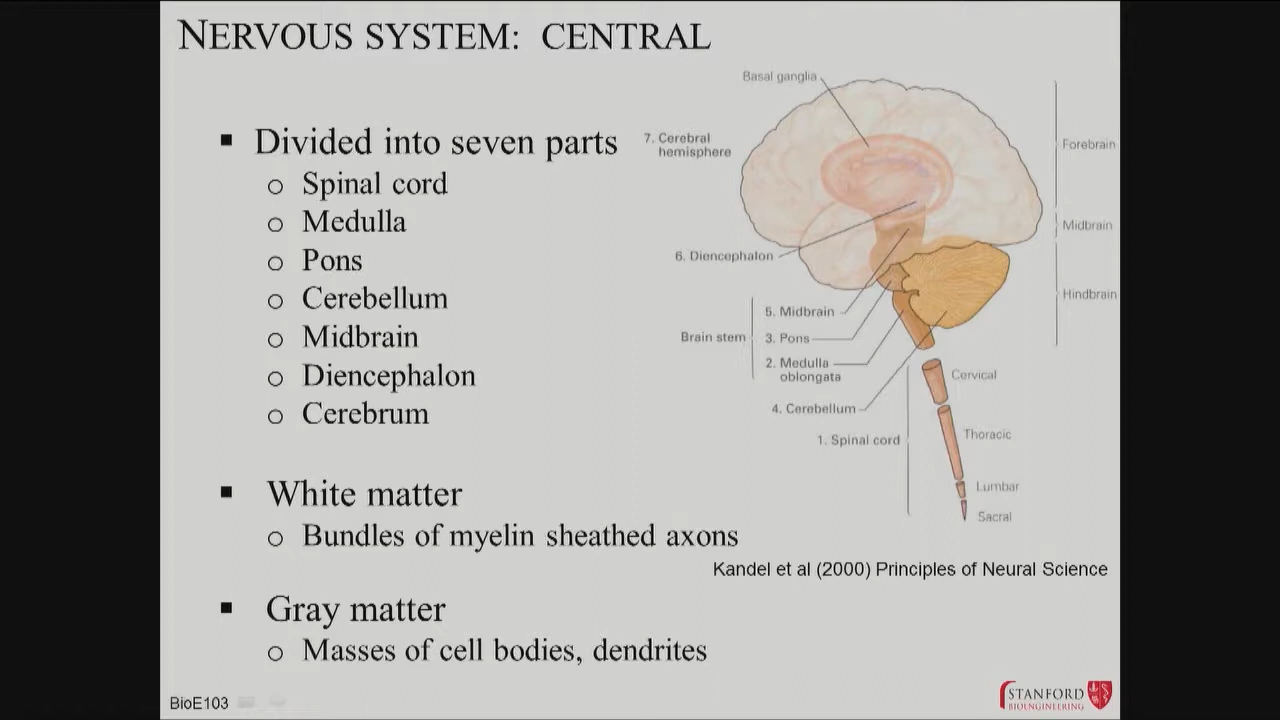 NERVOUS SYSTEM: CENTRAL
▪ Divided into seven parts
o Spinal cord
o Medulla
o Pons
o Cerebellum
o Midbrain
o Diencephalon
o Cerebrum
▪ White matter
o Bundles of myelin sheathed axons
▪ Gray matter
o Masses of cell bodies, dendrites
Basal ganglia
7. Cerebral
hemisphere
6. Diencephalon
Brain stem
5. Midbrain
3. Pons
2. Medulla
oblongata
4. Cerebellum
1. Spinal cord
Forebrain
Midbrain
Hindbrain
Cervical
Thoracic
Lumbar
Sacral
Kandel et al (2000) Principles of Neural Science
BioE103
STANFORD
BIOENGINEERING